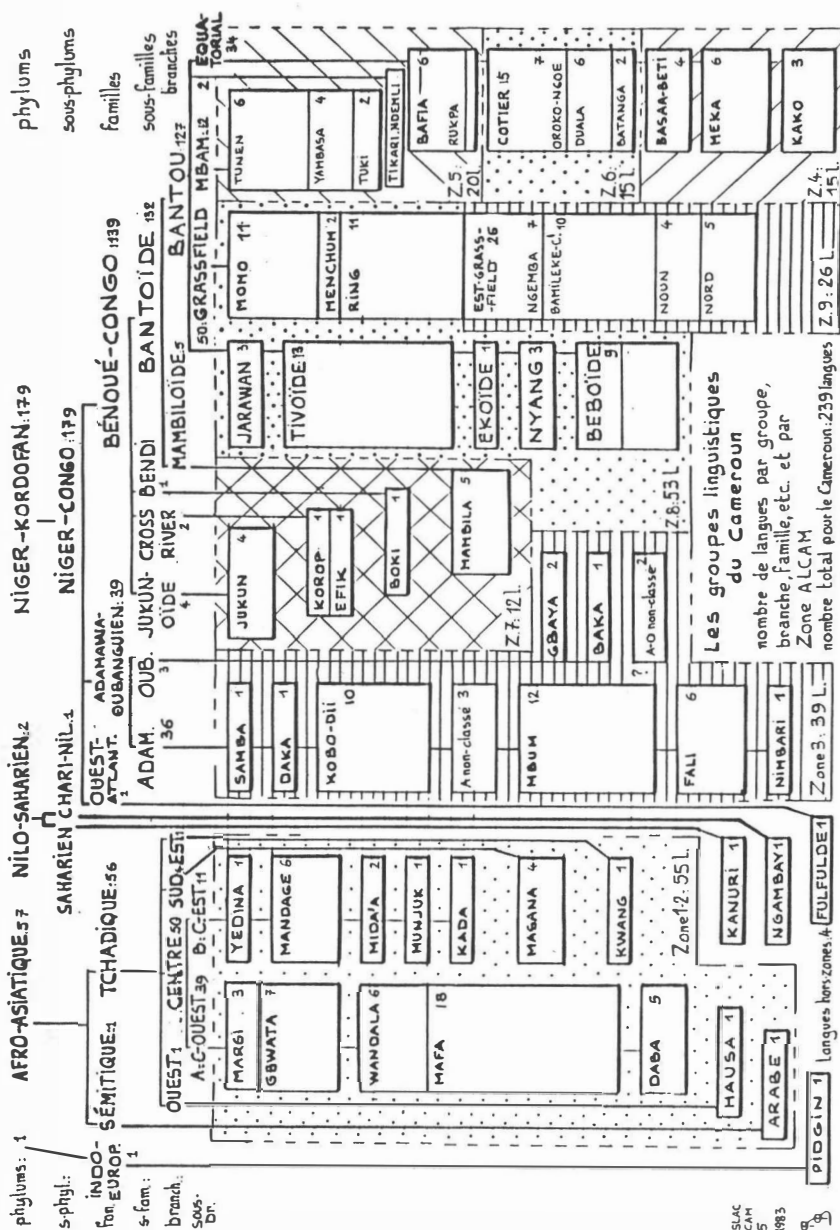 phylums: 1 AFRO-ASIATIQUE:57 NILO-SAHARIEN:2 NIGER-KORDOFAN:179 phylums
s-phyl: SAHARIEN CHARI-NIL:1 NIGER-CONGO:179 sous-phylums
INDO-EUROP. 1
fam. SÉMITIQUE:1 TCHADIQUE:56 OUEST-ATLANT. 1 ADAMAWA-OUBANGUIEN:39 BÉNOUÉ-CONGO:139 familles
s-fam: OUEST 1 CENTRE 50 SUD 4 EST 1 ADAM. 36 OUB. 3 JUKUN-OÏDE 4 CROSS RIVER 2 BENDI 1 BANTOÏDE 132 sous-familles
branch.: A:C-OUEST 39 B:C-EST 11 MAMBILOÏDE:5 BANTOU:127 branches
sous-br. 50:GRASSFIELD MBAM:12 2 EQUATORIAL 34
MARGI 3
GBWATA 7
WANDALA 6
MAFA 18
DABA 5
HAUSA 1
ARABE 1
PIDGIN 1
YEDINA 1
MANDAGE 6
MIDA'A 2
MUNJUK 1
KADA 1
MASANA 4
KWANG 1
Zone 1-2: 55 l.
KANURI 1
NGAMBAY 1
FULFULDE 1
langues hors-zones:4
SAMBA 1
DAKA 1
KOBO-DII 10
A non-classé 3
MBUM 12
FALI 6
NIMBARI 1
Zone 3: 39 L.
GBAYA 2
BAKA 1
A-O non-classé 2
?
JUKUN 4
KOROP 1
EFIK 1
BOKI 1
MAMBILA 5
Z.7: 12 l.
JARAWAN 3
TIVOÏDE:13
EKOÏDE 1
NYANG 3
BEBOÏDE 9
Z.8: 53 l.
MOMO 11
MENCHUM 2
RING 11
EST-GRASS-FIELD 26
NGEMBA 7
BAMILEKE-C: 10
NOUN 4
NORD 5
Z.9: 26 L.
TUNEN 6
YAMBASA 4
TUKI 2
TIKARI, NDEMLI
BAFIA 6
RUKPA
Z.5: 20 l.
COTIER 15
OROKO-NGOE 7
DUALA 6
BATANGA 2
Z.6: 15 l.
BASAA-BETI 4
MEKA 6
KAKO 3
Z.4: 15 l.
Les groupes linguistiques
du Cameroun
nombre de langues par groupe,
branche, famille, etc. et par
Zone ALCAM
nombre total pour le Cameroun: 239 langues
SLAC
CAM
5
1983